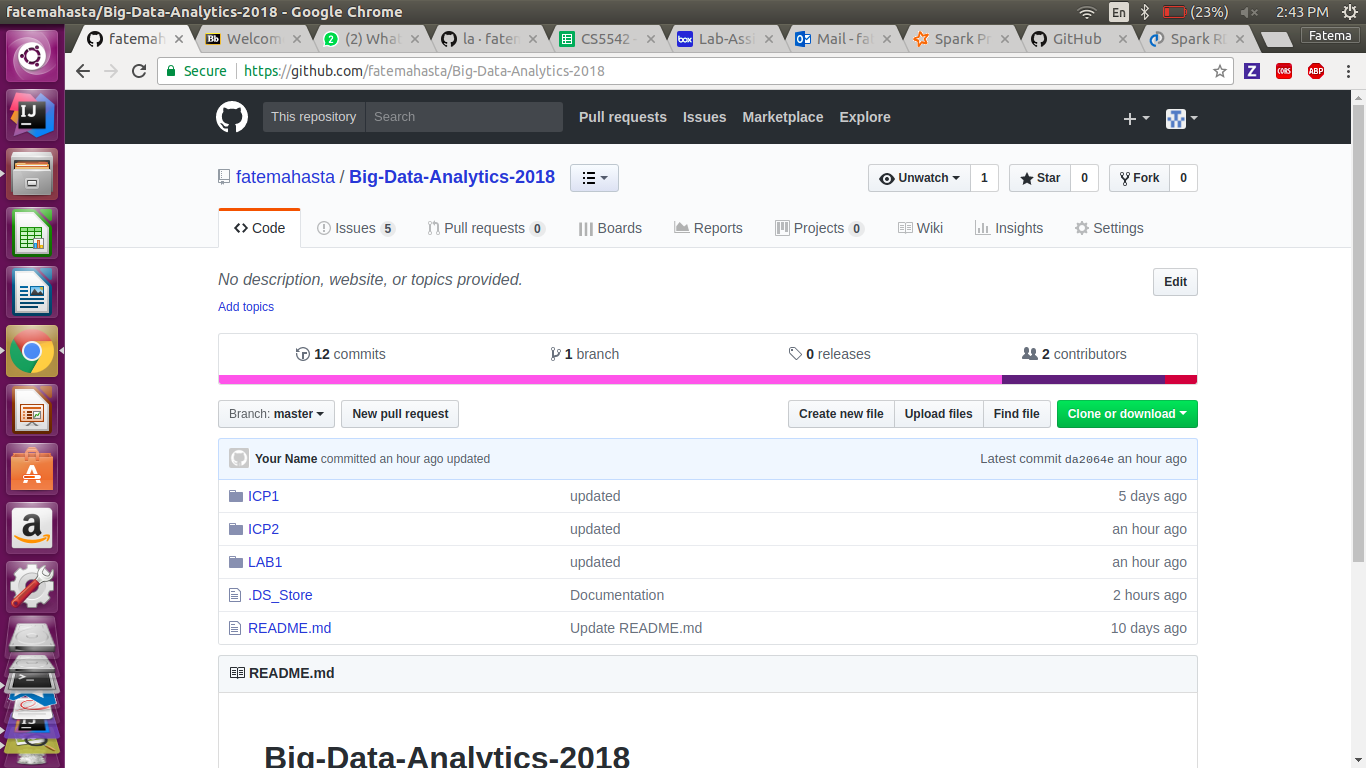 fatemahasta/Big-Data-Analytics-2018 - Google Chrome En (23%) 2:43 PM
fatemah Welcom (2) What la · fatem CS5542 - Lab-Assi Mail - fat Spark Pr GitHub Spark RD Fatema
Secure https://github.com/fatemahasta/Big-Data-Analytics-2018 Z CORS ABP
This repository Search Pull requests Issues Marketplace Explore
fatemahasta / Big-Data-Analytics-2018 Unwatch 1 Star 0 Fork 0
Code Issues 5 Pull requests 0 Boards Reports Projects 0 Wiki Insights Settings
No description, website, or topics provided. Edit
Add topics
12 commits 1 branch 0 releases 2 contributors
Branch: master New pull request Create new file Upload files Find file Clone or download
Your Name committed an hour ago updated Latest commit da2064e an hour ago
ICP1 updated 5 days ago
ICP2 updated an hour ago
LAB1 updated an hour ago
.DS_Store Documentation 2 hours ago
README.md Update README.md 10 days ago
README.md
Big-Data-Analytics-2018